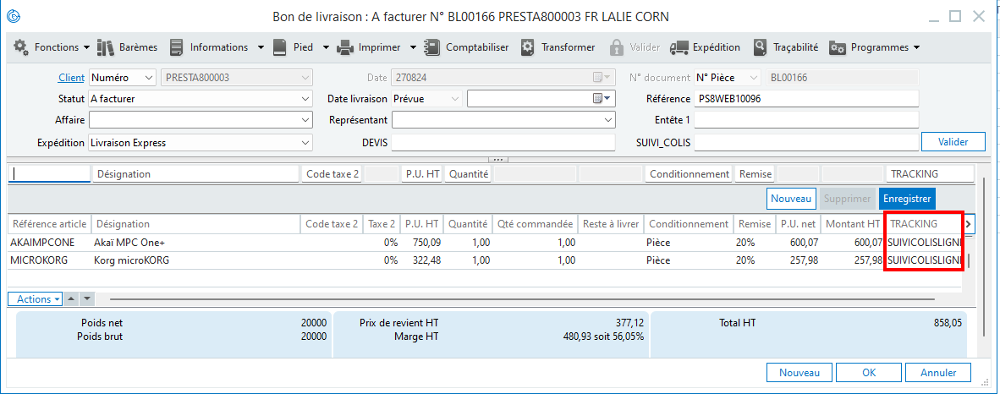 Bon de livraison : A facturer N° BL00166 PRESTA800003 FR LALIE CORN
Fonctions Barèmes Informations Pied Imprimer Comptabiliser Transformer Valider Expédition Traçabilité Programmes
Client Numéro PRESTA800003 Date 270824 N° document N° Pièce BL00166
Statut A facturer Date livraison Prévue Référence PS8WEB10096
Affaire Représentant Entête 1
Expédition Livraison Express DEVIS SUIVI_COLIS Valider
Désignation Code taxe 2 P.U. HT Quantité Conditionnement Remise TRACKING
Nouveau Supprimer Enregistrer
Référence article Désignation Code taxe 2 Taxe 2 P.U. HT Quantité Qté commandée Reste à livrer Conditionnement Remise P.U. net Montant HT TRACKING
AKAIMPCONE Akaï MPC One+ 0% 750,09 1,00 1,00 Pièce 20% 600,07 600,07 SUIVICOLISLIGN
MICROKORG Korg microKORG 0% 322,48 1,00 1,00 Pièce 20% 257,98 257,98 SUIVICOLISLIGN
Actions
Poids net 20000 Prix de revient HT 377,12 Total HT 858,05
Poids brut 20000 Marge HT 480,93 soit 56,05%
Nouveau OK Annuler